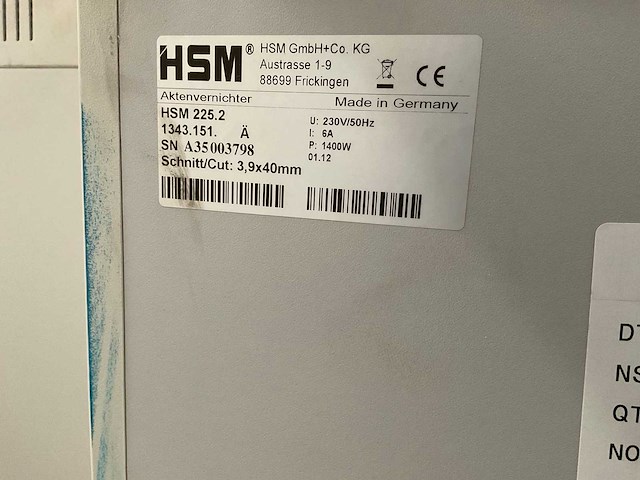 HSM® HSM GmbH+Co. KG
Austrasse 1-9
88699 Frickingen
Aktenvernichter Made in Germany
HSM 225.2
1343.151. Ä
SN A35003798
Schnitt/Cut: 3,9x40mm
U: 230V/50Hz
I: 6A
P: 1400W
01.12
DT
NS
QT
NO